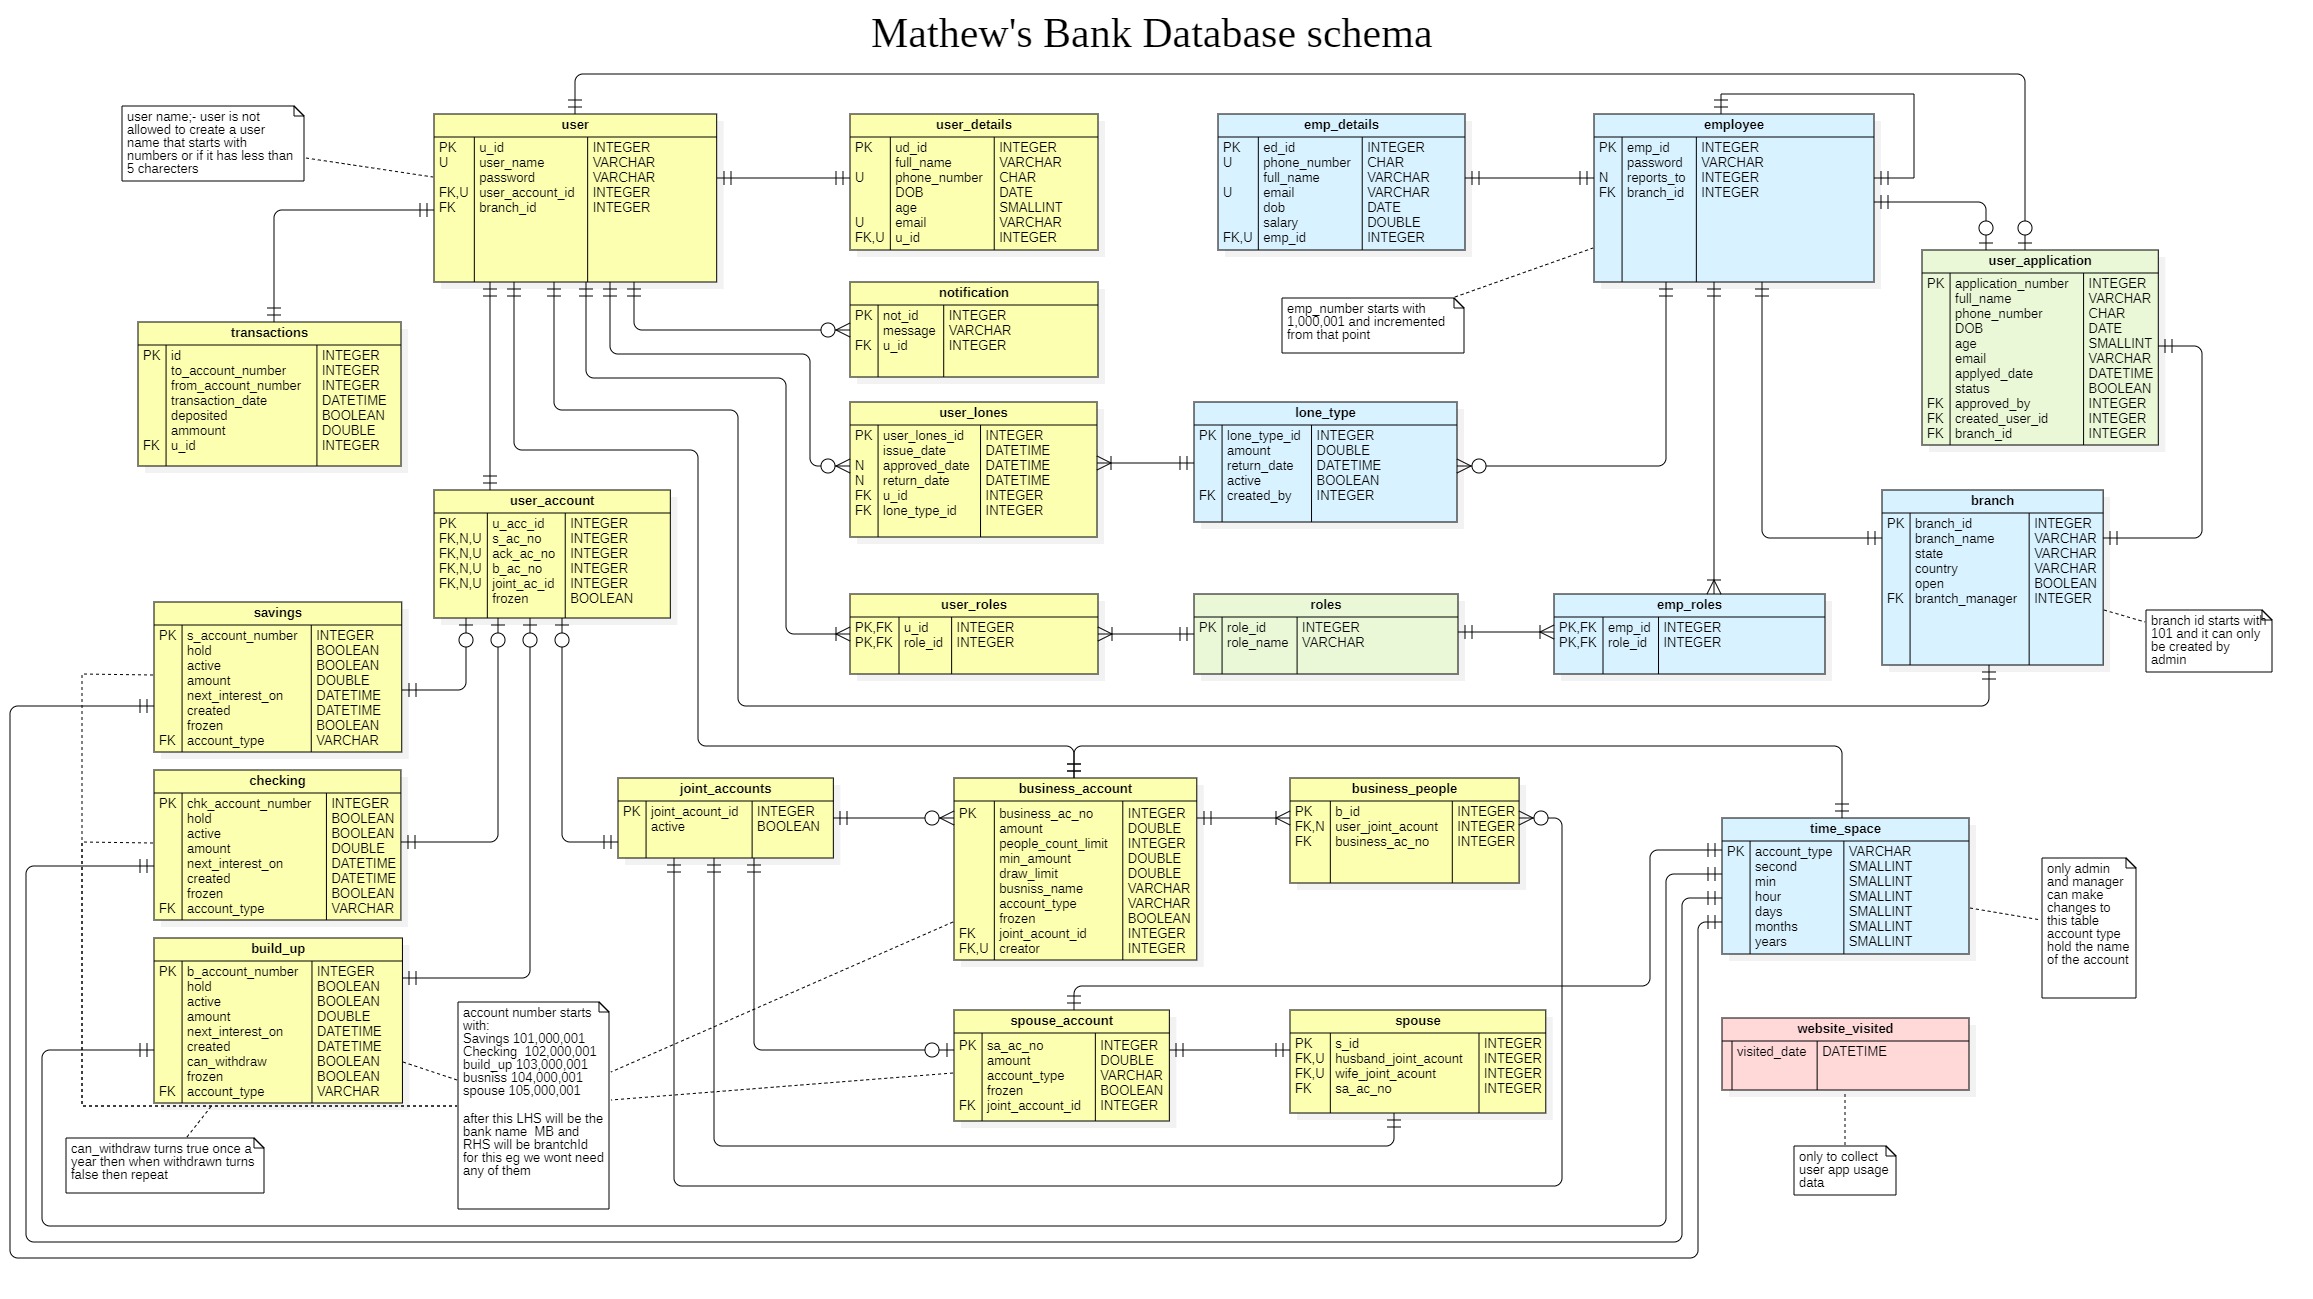 Mathew's Bank Database schema
user name;- user is not
allowed to create a user
name that starts with
numbers or if it has less than
5 charecters
user
PK u_id INTEGER
U user_name VARCHAR
password VARCHAR
FK,U user_account_id INTEGER
FK branch_id INTEGER
user_details
PK ud_id INTEGER
full_name VARCHAR
U phone_number CHAR
DOB DATE
age SMALLINT
U email VARCHAR
FK,U u_id INTEGER
emp_details
PK ed_id INTEGER
U phone_number CHAR
full_name VARCHAR
U email VARCHAR
dob DATE
salary DOUBLE
FK,U emp_id INTEGER
employee
PK emp_id INTEGER
password VARCHAR
N reports_to INTEGER
FK branch_id INTEGER
user_application
PK application_number INTEGER
full_name VARCHAR
phone_number CHAR
DOB DATE
age SMALLINT
email VARCHAR
applyed_date DATETIME
status BOOLEAN
FK approved_by INTEGER
FK created_user_id INTEGER
FK branch_id INTEGER
notification
PK not_id INTEGER
message VARCHAR
FK u_id INTEGER
emp_number starts with
1,000,001 and incremented
from that point
transactions
PK id INTEGER
to_account_number INTEGER
from_account_number INTEGER
transaction_date DATETIME
deposited BOOLEAN
ammount DOUBLE
FK u_id INTEGER
user_lones
PK user_lones_id INTEGER
issue_date DATETIME
N approved_date DATETIME
N return_date DATETIME
FK u_id INTEGER
FK lone_type_id INTEGER
lone_type
PK lone_type_id INTEGER
amount DOUBLE
return_date DATETIME
active BOOLEAN
FK created_by INTEGER
user_account
PK u_acc_id INTEGER
FK,N,U s_ac_no INTEGER
FK,N,U ack_ac_no INTEGER
FK,N,U b_ac_no INTEGER
FK,N,U joint_ac_id INTEGER
frozen BOOLEAN
branch
PK branch_id INTEGER
branch_name VARCHAR
state VARCHAR
country VARCHAR
open BOOLEAN
FK brantch_manager INTEGER
branch id starts with
101 and it can only
be created by
admin
user_roles
PK,FK u_id INTEGER
PK,FK role_id INTEGER
roles
PK role_id INTEGER
role_name VARCHAR
emp_roles
PK,FK emp_id INTEGER
PK,FK role_id INTEGER
savings
PK s_account_number INTEGER
hold BOOLEAN
active BOOLEAN
amount DOUBLE
next_interest_on DATETIME
created DATETIME
frozen BOOLEAN
FK account_type VARCHAR
checking
PK chk_account_number INTEGER
hold BOOLEAN
active BOOLEAN
amount DOUBLE
next_interest_on DATETIME
created DATETIME
frozen BOOLEAN
FK account_type VARCHAR
joint_accounts
PK joint_acount_id INTEGER
active BOOLEAN
business_account
PK business_ac_no INTEGER
amount DOUBLE
people_count_limit INTEGER
min_amount DOUBLE
draw_limit DOUBLE
busniss_name VARCHAR
account_type VARCHAR
frozen BOOLEAN
FK joint_acount_id INTEGER
FK,U creator INTEGER
business_people
PK b_id INTEGER
FK,N user_joint_acount INTEGER
FK business_ac_no INTEGER
time_space
PK account_type VARCHAR
second SMALLINT
min SMALLINT
hour SMALLINT
days SMALLINT
months SMALLINT
years SMALLINT
only admin
and manager
can make
changes to
this table
account type
hold the name
of the account
build_up
PK b_account_number INTEGER
hold BOOLEAN
active BOOLEAN
amount DOUBLE
next_interest_on DATETIME
created DATETIME
can_withdraw BOOLEAN
frozen BOOLEAN
FK account_type VARCHAR
account number starts
with:
Savings 101,000,001
Checking 102,000,001
build_up 103,000,001
busniss 104,000,001
spouse 105,000,001
after this LHS will be the
bank name MB and
RHS will be brantchId
for this eg we wont need
any of them
spouse_account
PK sa_ac_no INTEGER
amount DOUBLE
account_type VARCHAR
frozen BOOLEAN
FK joint_account_id INTEGER
spouse
PK s_id INTEGER
FK,U husband_joint_acount INTEGER
FK,U wife_joint_acount INTEGER
FK sa_ac_no INTEGER
website_visited
visited_date DATETIME
can_withdraw turns true once a
year then when withdrawn turns
false then repeat
only to collect
user app usage
data